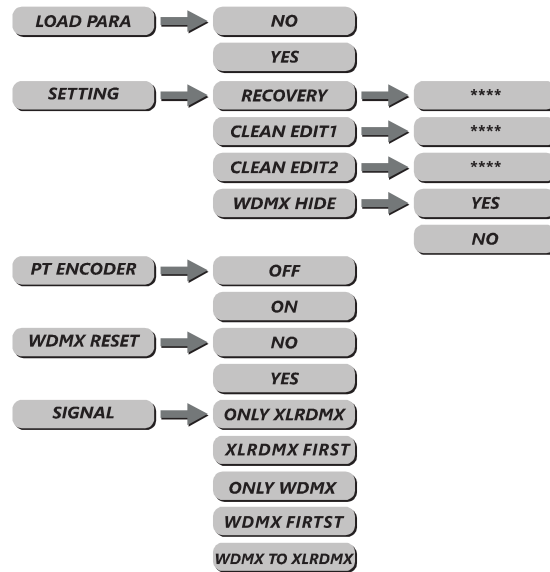 LOAD PARA NO
YES
SETTING RECOVERY ****
CLEAN EDIT1 ****
CLEAN EDIT2 ****
WDMX HIDE YES
NO
PT ENCODER OFF
ON
WDMX RESET NO
YES
SIGNAL ONLY XLRDMX
XLRDMX FIRST
ONLY WDMX
WDMX FIRTST
WDMX TO XLRDMX